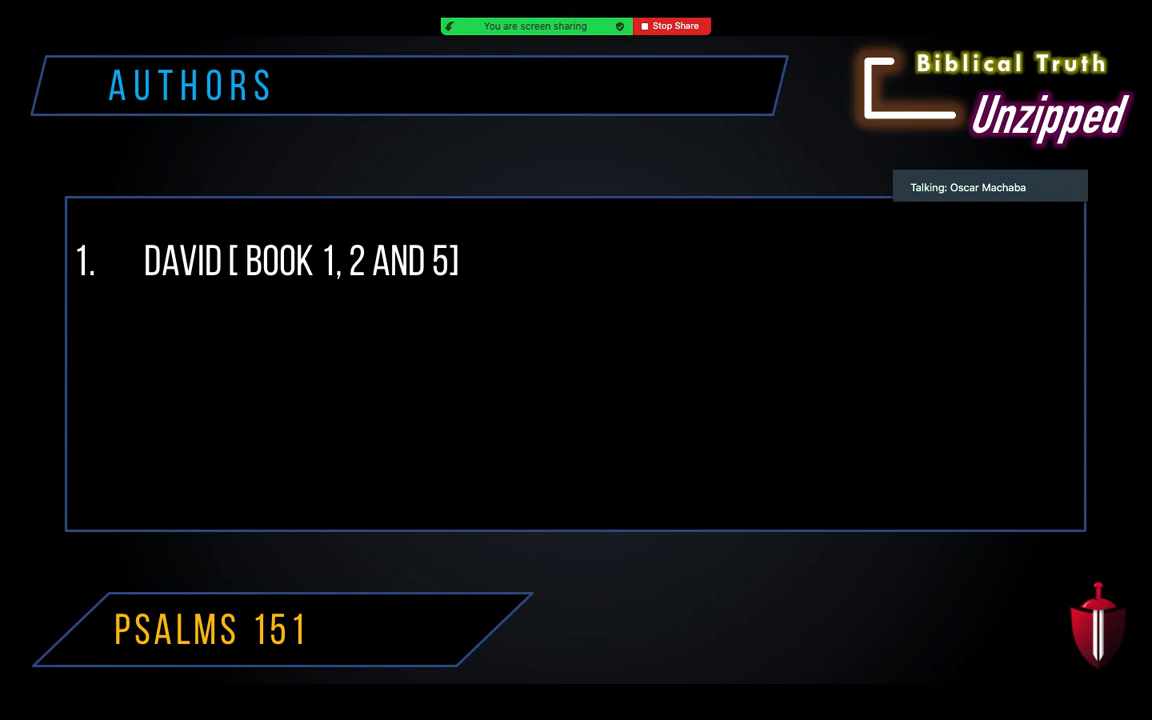 You are screen sharing
Stop Share
AUTHORS
Biblical Truth
Unzipped
Talking: Oscar Machaba
1. DAVID [ BOOK 1, 2 AND 5]
PSALMS 151